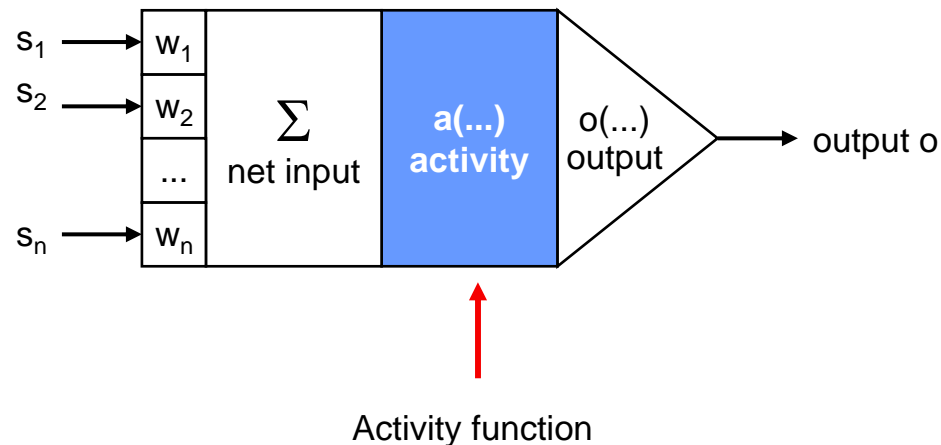 s₁
w₁
s₂
w₂
...
sₙ
wₙ
Σ
net input
a(...)
activity
o(...)
output
output o
Activity function